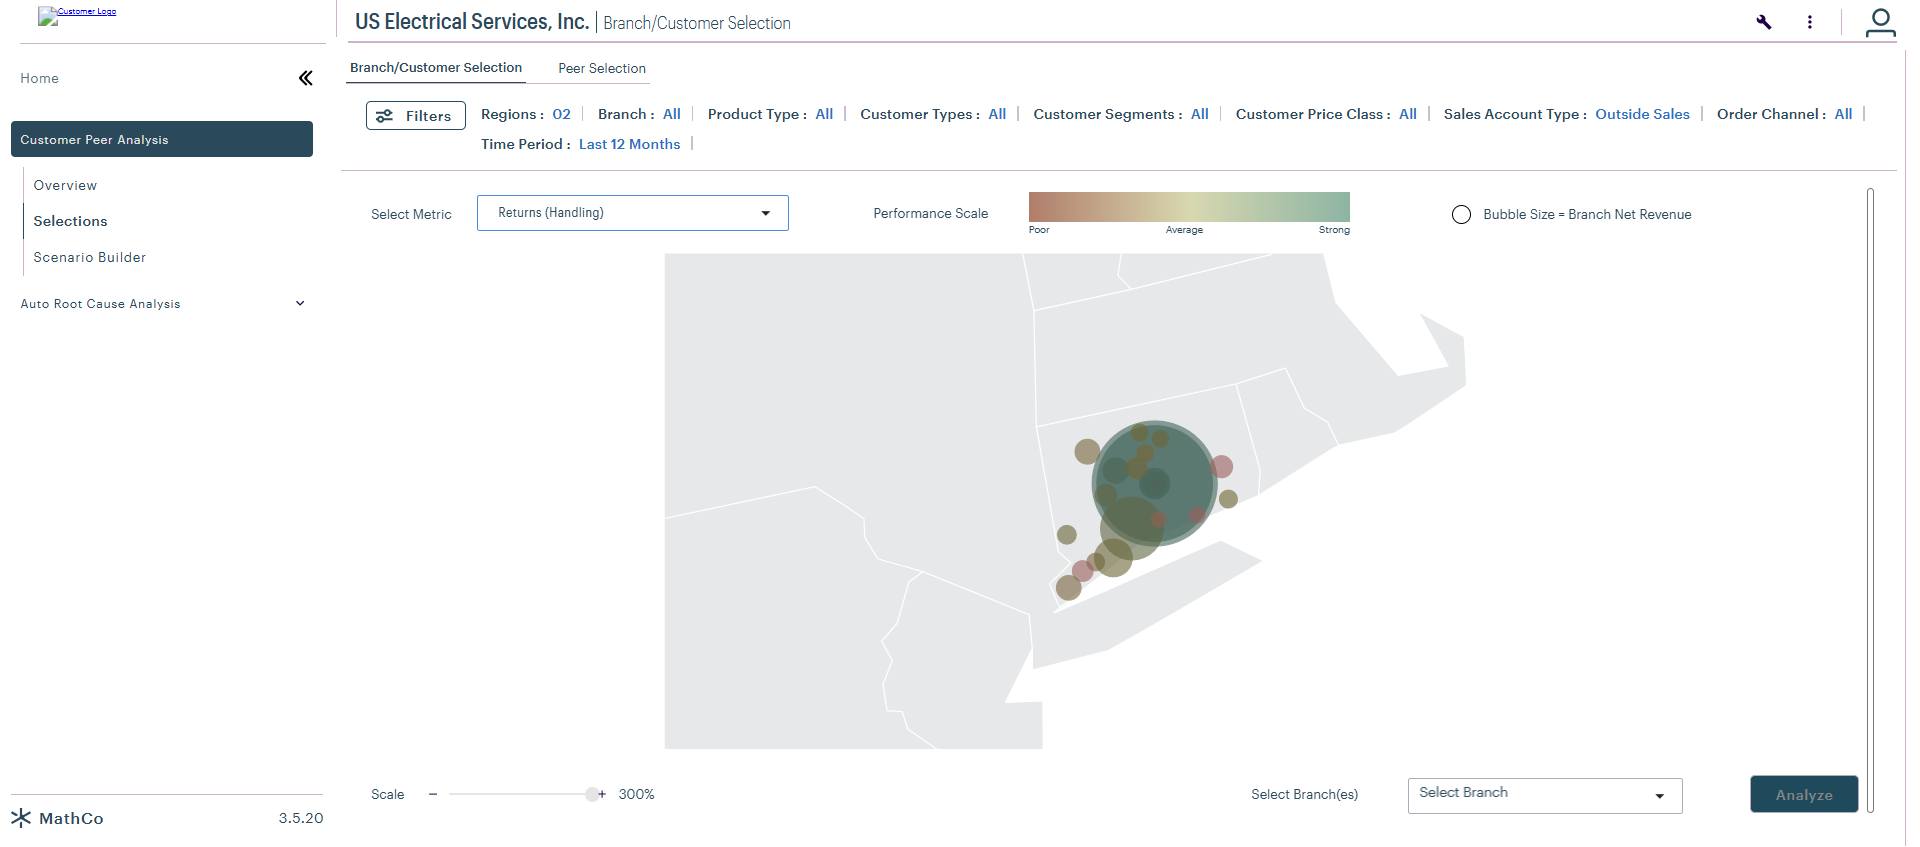 Customer Logo
US Electrical Services, Inc. | Branch/Customer Selection
Home
Branch/Customer Selection
Peer Selection
Filters
Regions : 02 | Branch : All | Product Type : All | Customer Types : All | Customer Segments : All | Customer Price Class : All | Sales Account Type : Outside Sales | Order Channel : All |
Time Period : Last 12 Months |
Customer Peer Analysis
Overview
Selections
Scenario Builder
Auto Root Cause Analysis
Select Metric
Returns (Handling)
Performance Scale
Poor
Average
Strong
Bubble Size = Branch Net Revenue
Scale
– + 300%
Select Branch(es)
Select Branch
Analyze
MathCo
3.5.20